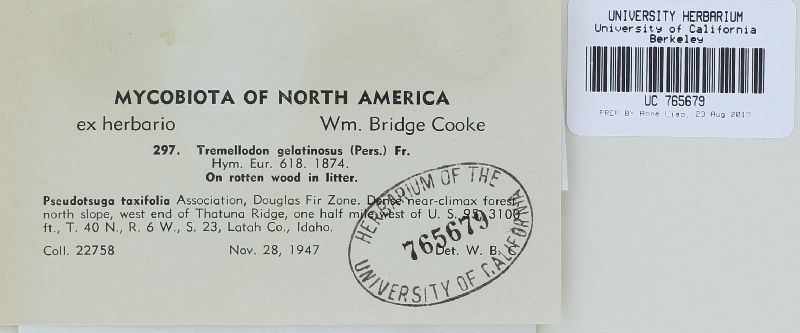 MYCOBIOTA OF NORTH AMERICA
ex herbario Wm. Bridge Cooke
297. Tremellodon gelatinosus (Pers.) Fr.
Hym. Eur. 618. 1874.
On rotten wood in litter.
Pseudotsuga taxifolia Association, Douglas Fir Zone. Dense near-climax forest,
north slope, west end of Thatuna Ridge, one half mile west of U. S. 95, 3100
ft., T. 40 N., R. 6 W., S. 23, Latah Co., Idaho.
Coll. 22758 Nov. 28, 1947 Det. W. B. C.
HERBARIUM OF THE
765679
UNIVERSITY OF CALIFORNIA
UNIVERSITY HERBARIUM
University of California
Berkeley
UC 765679
PREP BY Anne Liao, 23 Aug 2013